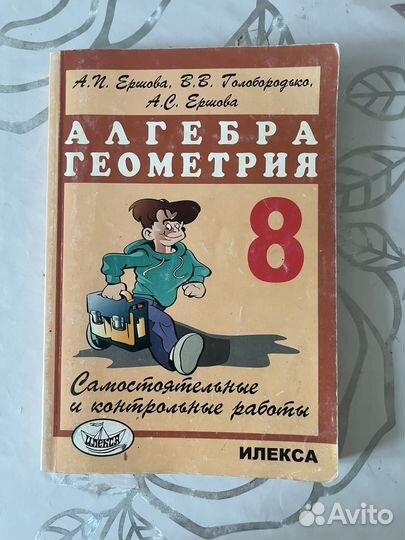 А.П. Ершова, В.В. Голобородько,
А.С. Ершова
АЛГЕБРА
ГЕОМЕТРИЯ
8
Самостоятельные
и контрольные работы
ИЛЕКСА
ИЛЕКСА
Avito